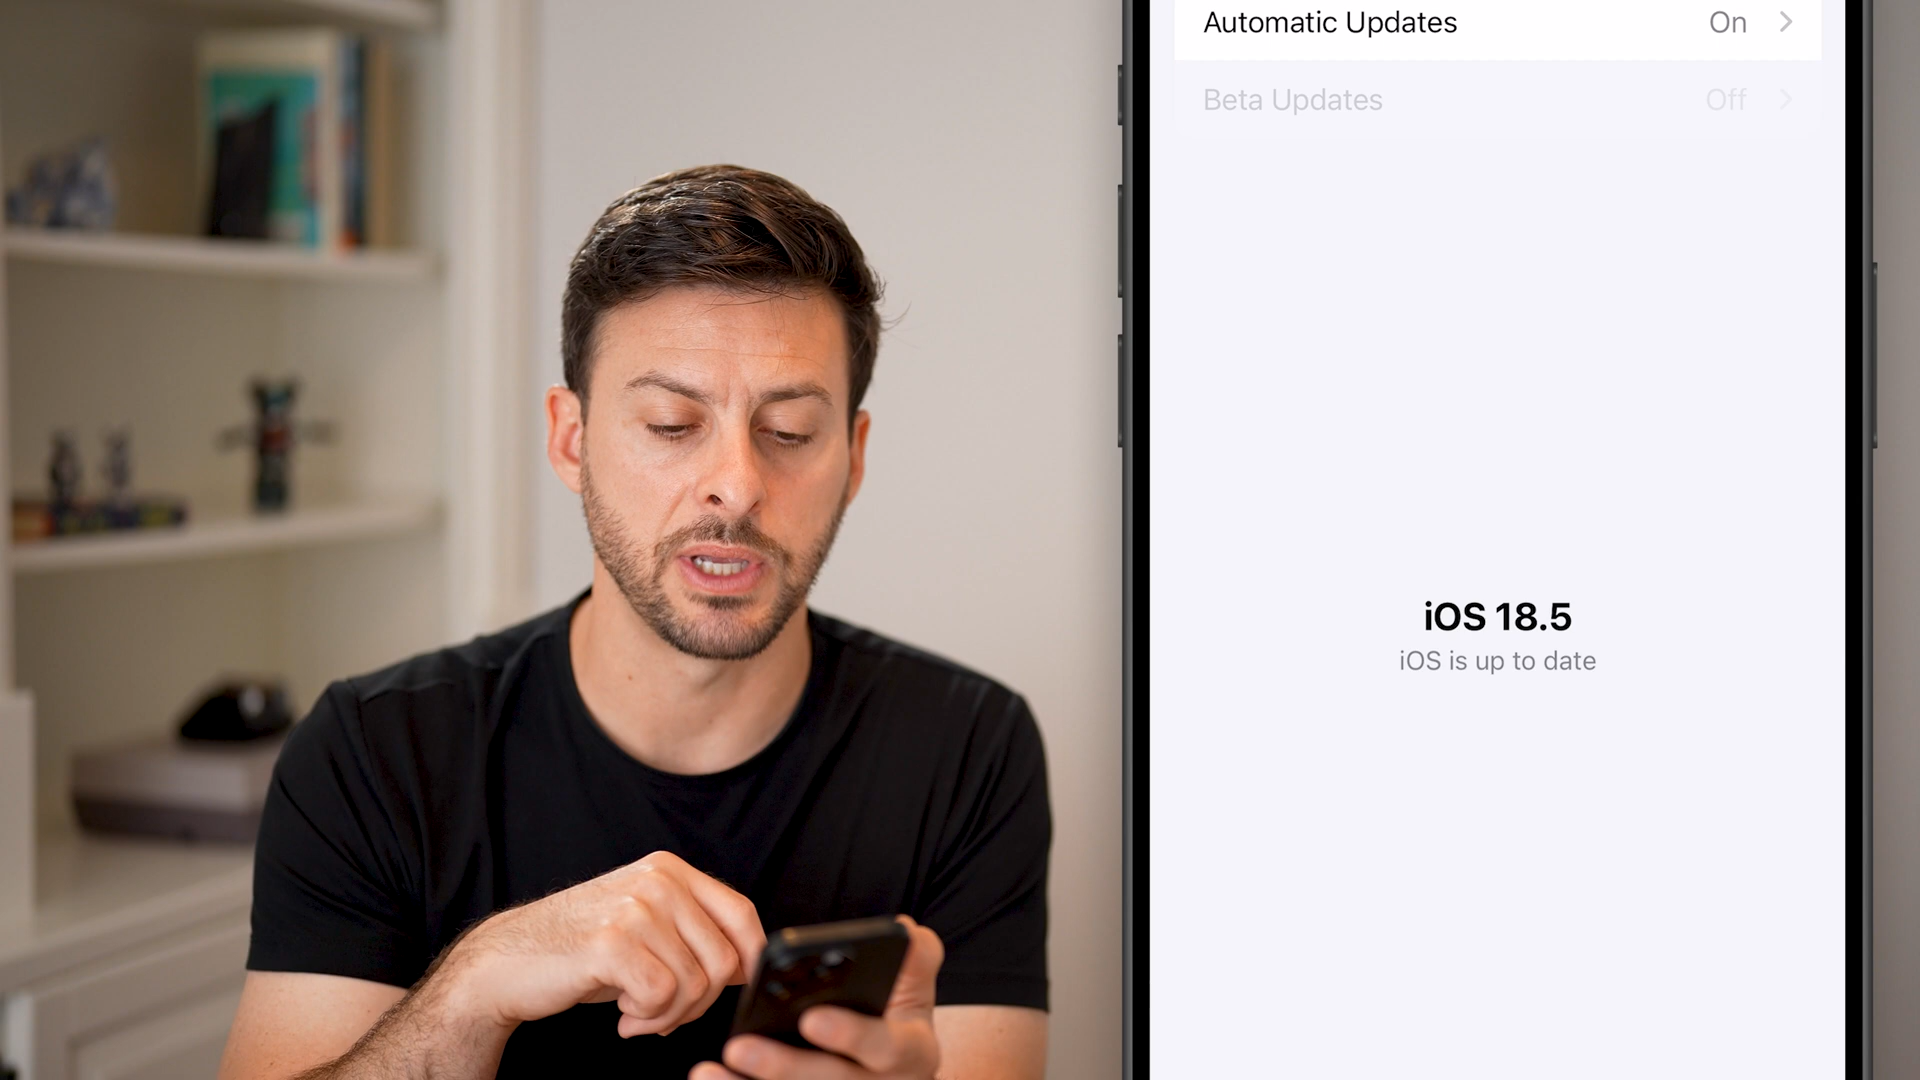 Automatic Updates On
Beta Updates Off
iOS 18.5
iOS is up to date